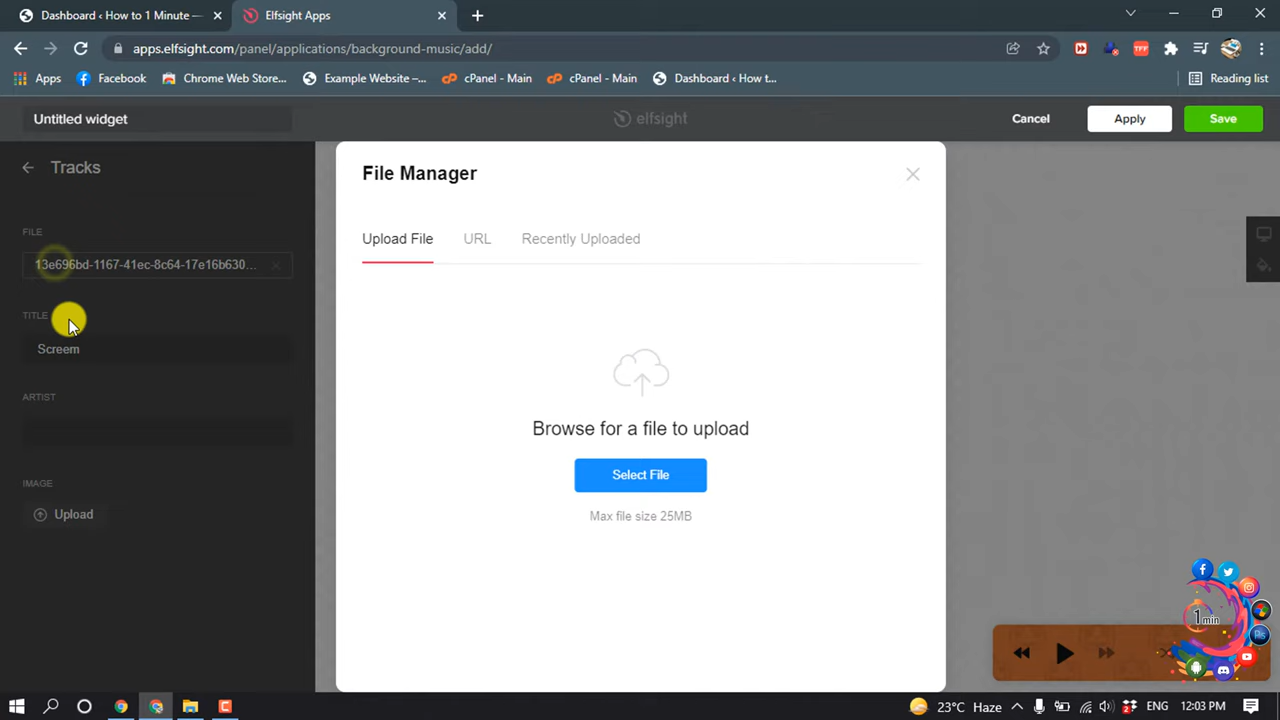 Dashboard ‹ How to 1 Minute —
Elfsight Apps
apps.elfsight.com/panel/applications/background-music/add/
Apps
Facebook
Chrome Web Store...
Example Website –...
cPanel - Main
cPanel - Main
Dashboard ‹ How t...
Reading list
Untitled widget
elfsight
Cancel
Apply
Save
Tracks
FILE
13e696bd-1167-41ec-8c64-17e16b630...
TITLE
Screem
ARTIST
IMAGE
Upload
File Manager
Upload File
URL
Recently Uploaded
Browse for a file to upload
Select File
Max file size 25MB
1 min
Ps
23°C Haze
ENG
12:03 PM